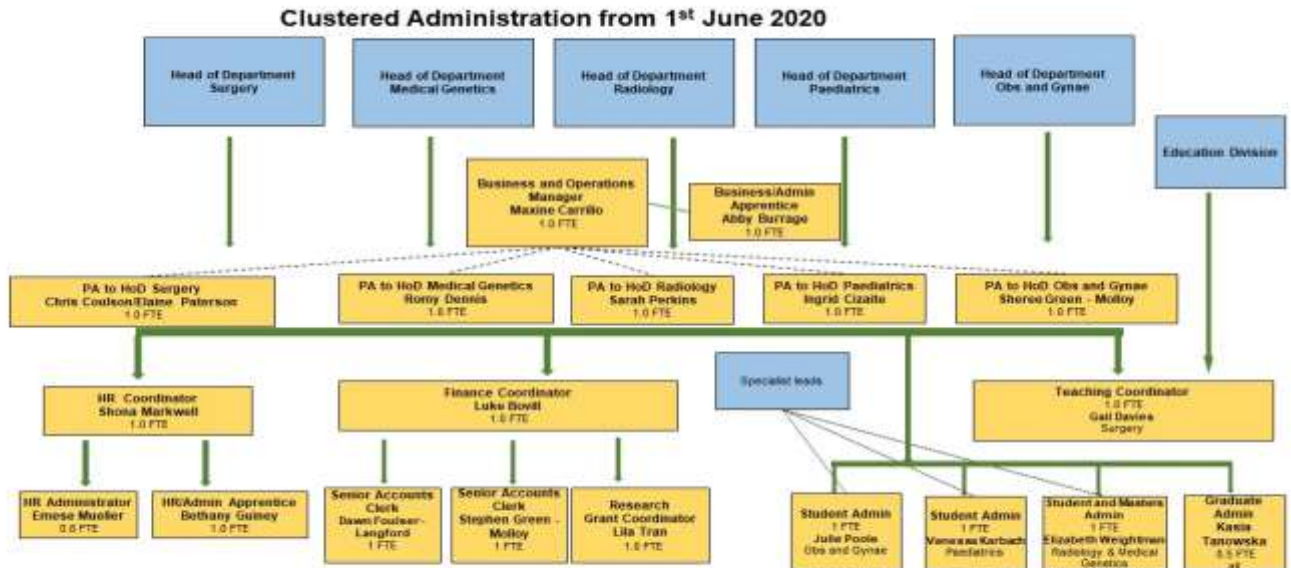 Clustered Administration from 1st June 2020
Head of Department
Surgery
Head of Department
Medical Genetics
Head of Department
Radiology
Head of Department
Paediatrics
Head of Department
Obs and Gynae
Education Division
Business and Operations
Manager
Maxine Carrillo
1.0 FTE
Business/Admin
Apprentice
Abby Burrage
1.0 FTE
PA to HoD Surgery
Chris Coulson/Elaine Paterson
1.0 FTE
PA to HoD Medical Genetics
Romy Dennis
1.0 FTE
PA to HoD Radiology
Sarah Perkins
1.0 FTE
PA to HoD Paediatrics
Ingrid Cizaite
1.0 FTE
PA to HoD Obs and Gynae
Sheree Green - Molloy
1.0 FTE
HR Coordinator
Shona Markwell
1.0 FTE
Finance Coordinator
Luke Bovill
1.0 FTE
Specialist leads
Teaching Coordinator
1.0 FTE
Gail Davies
Surgery
HR Administrator
Emese Mueller
FTE
HR/Admin Apprentice
Bethany Guiney
1.0 FTE
Senior Accounts
Clerk
Dawn Foulser-
Langford
1 FTE
Senior Accounts
Clerk
Stephen Green -
Molloy
1 FTE
Research
Grant Coordinator
Lila Tran
1.0 FTE
Student Admin
1 FTE
Julie Poole
Obs and Gynae
Student Admin
1 FTE
Vanessa Karbach
Paediatrics
Student and Masters
Admin
1 FTE
Elizabeth Weightman
Radiology & Medical
Genetics
Graduate
Admin
Kasia
Tanowska
0.5 FTE
all